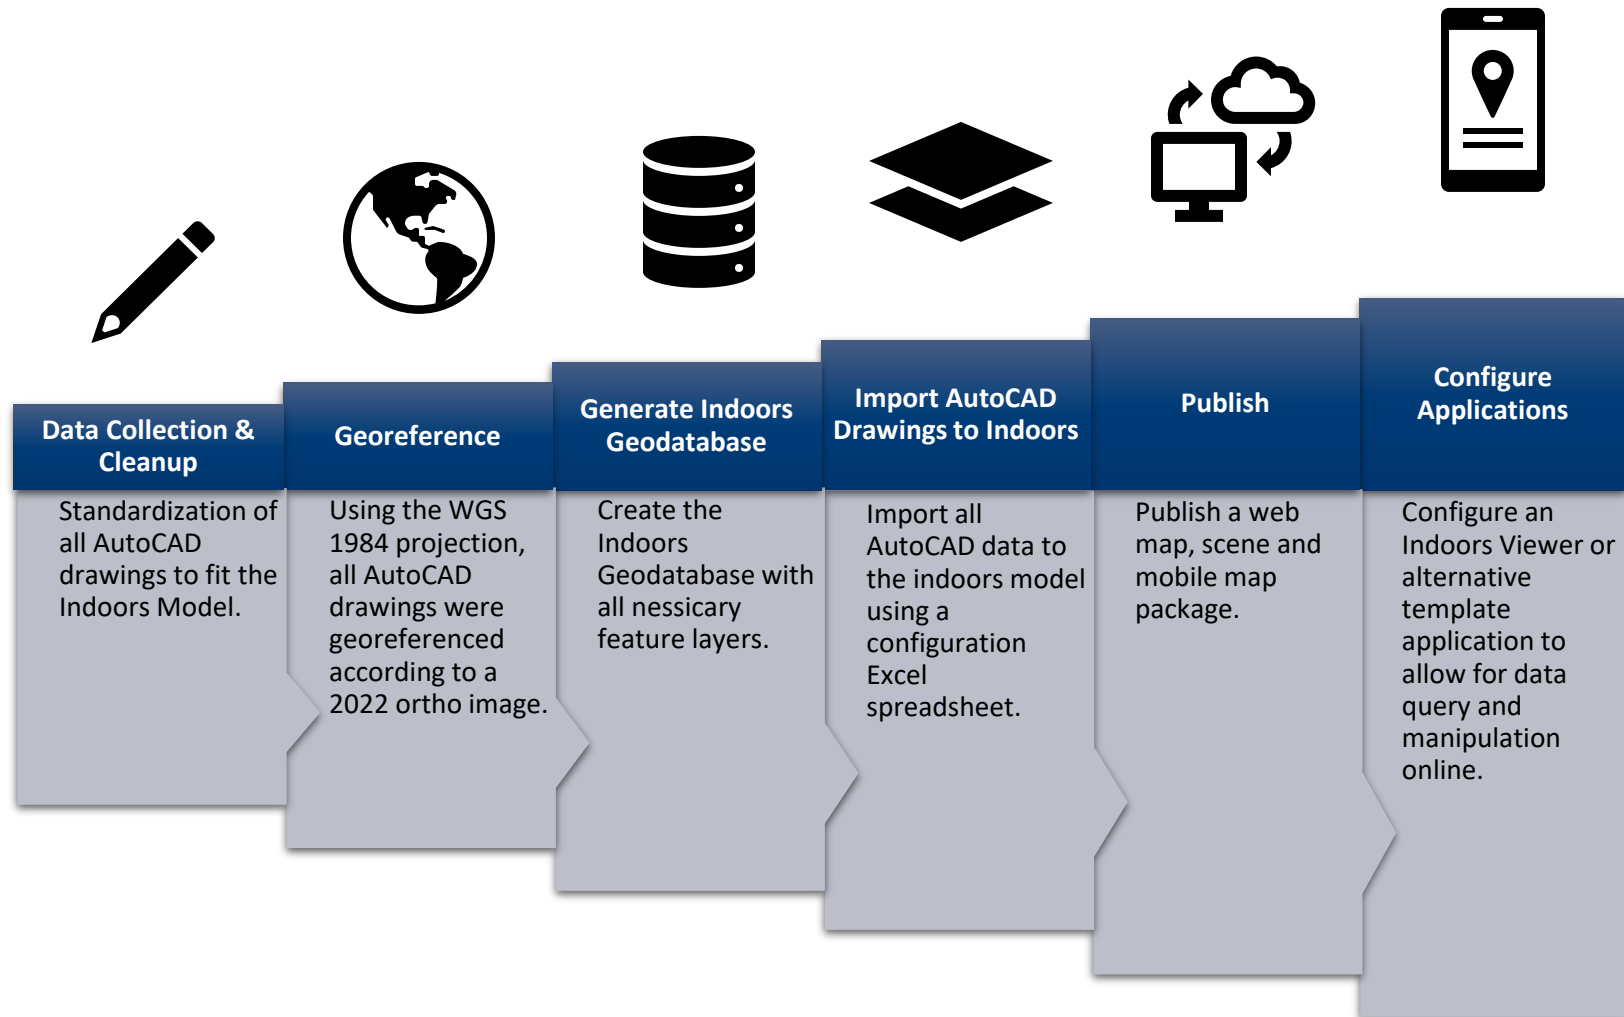 Data Collection &
Cleanup
Standardization of
all AutoCAD
drawings to fit the
Indoors Model.
Georeference
Using the WGS
1984 projection,
all AutoCAD
drawings were
georeferenced
according to a
2022 ortho image.
Generate Indoors
Geodatabase
Create the
Indoors
Geodatabase with
all nessicary
feature layers.
Import AutoCAD
Drawings to Indoors
Import all
AutoCAD data to
the indoors model
using a
configuration
Excel
spreadsheet.
Publish
Publish a web
map, scene and
mobile map
package.
Configure
Applications
Configure an
Indoors Viewer or
alternative
template
application to
allow for data
query and
manipulation
online.